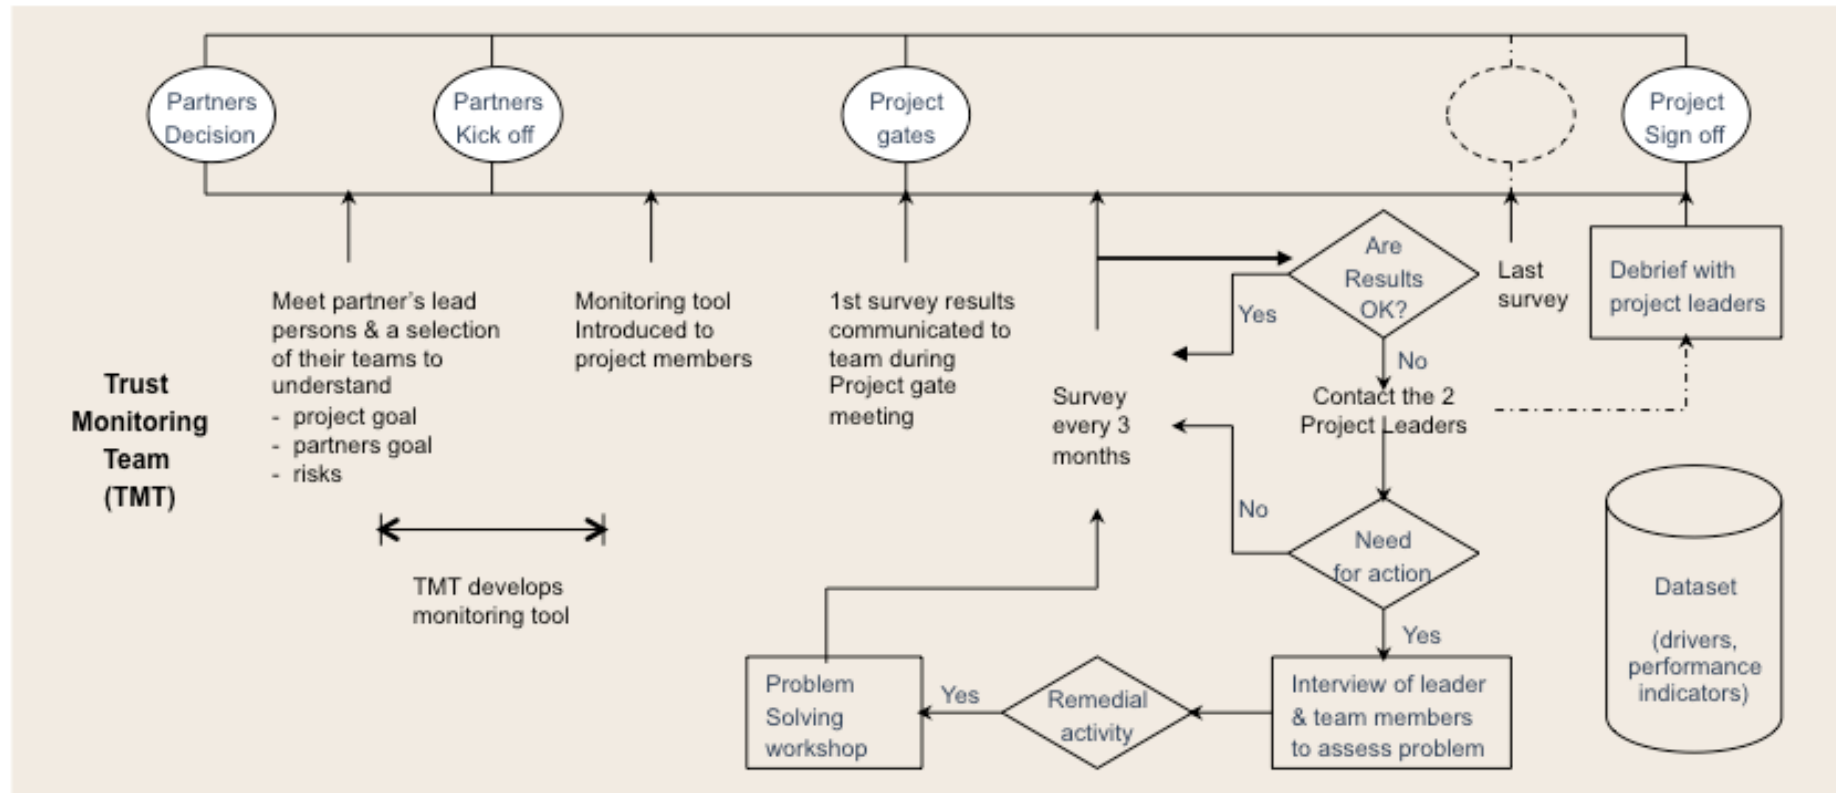 Partners
Decision
Partners
Kick off
Project
gates
Project
Sign off
Trust
Monitoring
Team
(TMT)
Meet partner's lead
persons & a selection
of their teams to
understand
- project goal
- partners goal
- risks
TMT develops
monitoring tool
Monitoring tool
Introduced to
project members
1st survey results
communicated to
team during
Project gate
meeting
Survey
every 3
months
Are
Results
OK?
Yes
No
Contact the 2
Project Leaders
No
Need
for action
Yes
Interview of leader
& team members
to assess problem
Remedial
activity
Yes
Problem
Solving
workshop
Last
survey
Debrief with
project leaders
Dataset
(drivers,
performance
indicators)